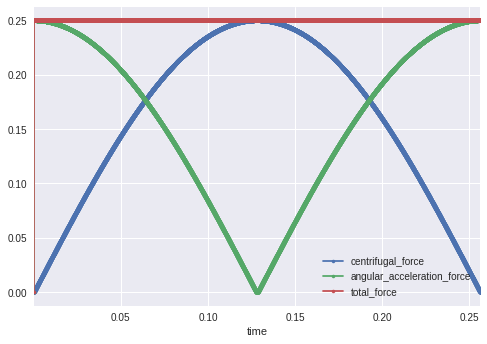 0.25
0.20
0.15
0.10
0.05
0.00
centrifugal_force
angular_acceleration_force
total_force
0.05 0.10 0.15 0.20 0.25
time